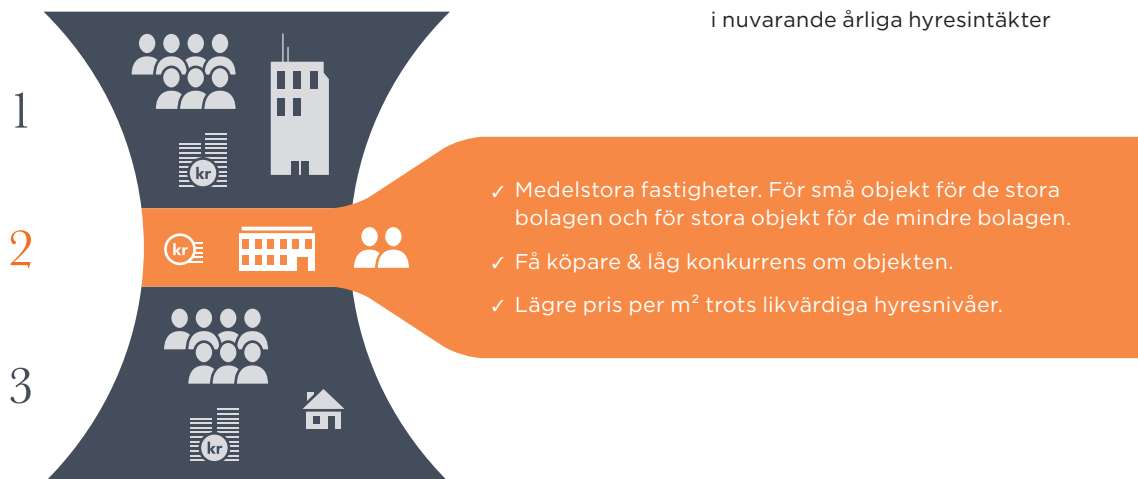 i nuvarande årliga hyresintäkter
1
kr
✓ Medelstora fastigheter. För små objekt för de stora
bolagen och för stora objekt för de mindre bolagen.
2
kr
✓ Få köpare & låg konkurrens om objekten.
✓ Lägre pris per m² trots likvärdiga hyresnivåer.
3
kr